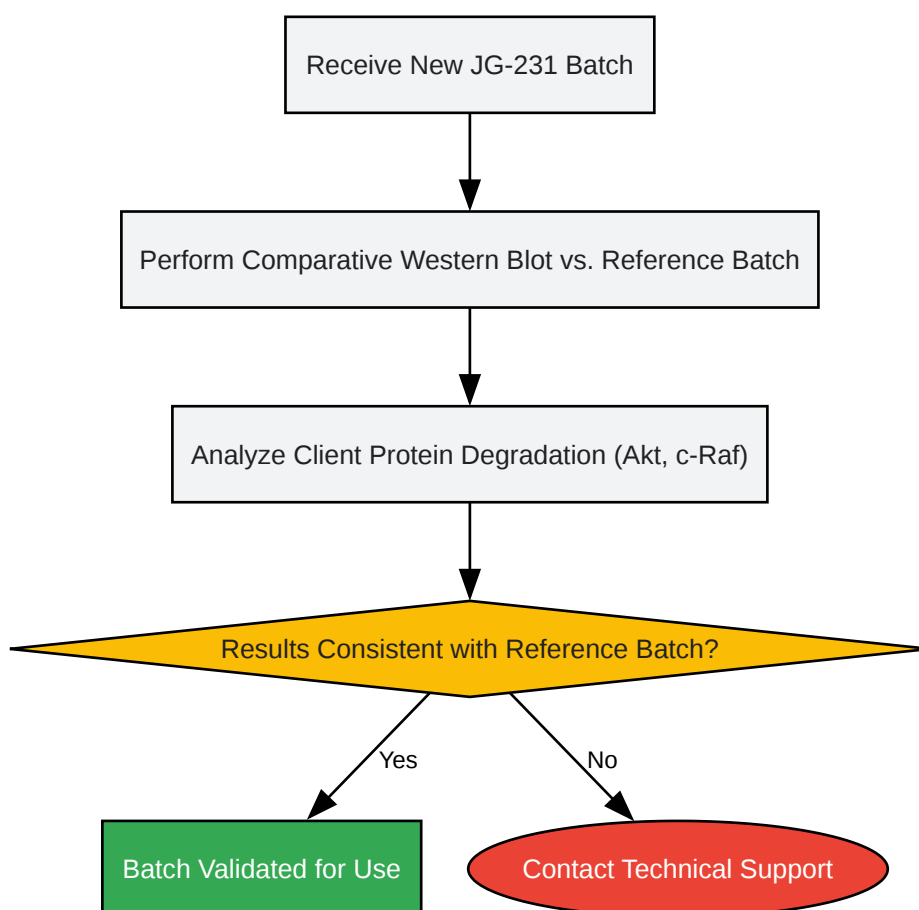 Receive New JG-231 Batch
Perform Comparative Western Blot vs. Reference Batch
Analyze Client Protein Degradation (Akt, c-Raf)
Results Consistent with Reference Batch?
Yes
No
Batch Validated for Use
Contact Technical Support